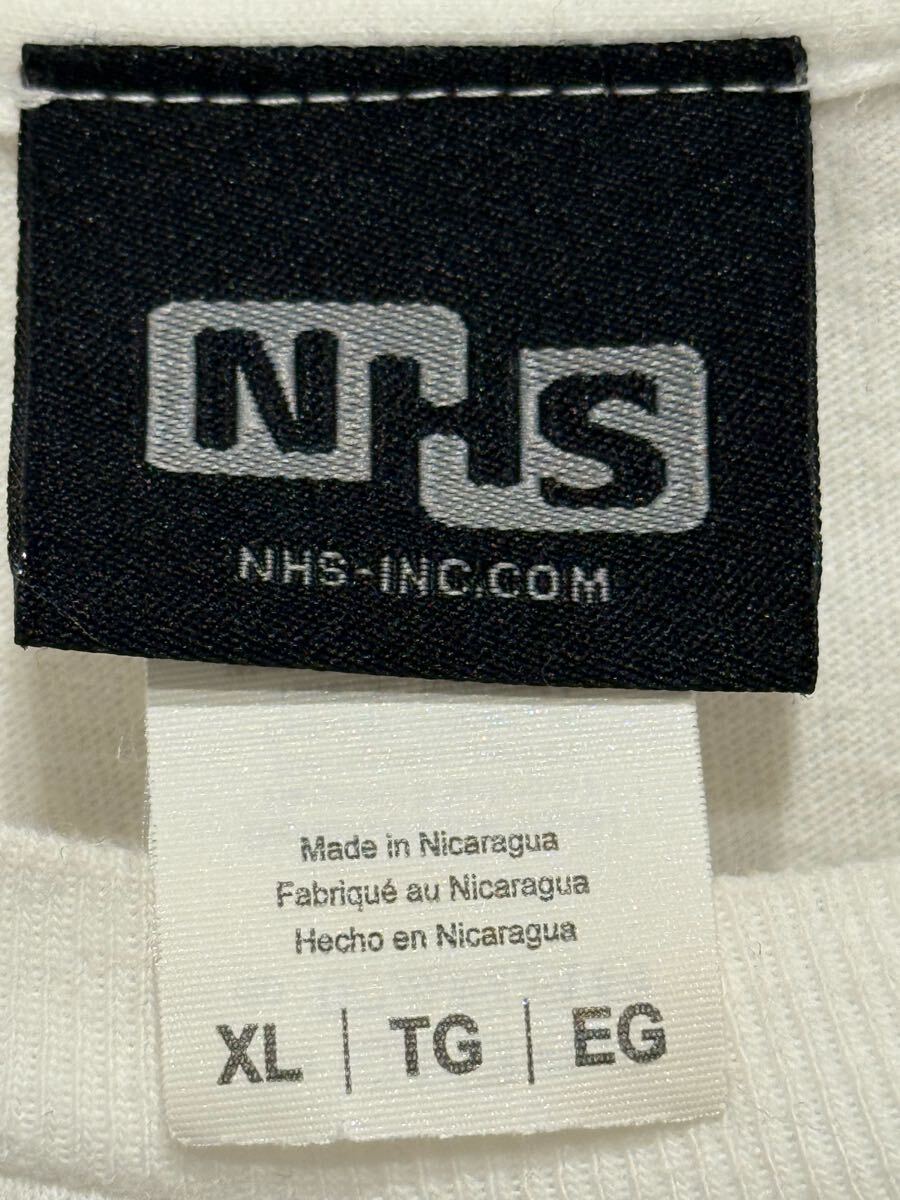 NHS
NHS-INC.COM
Made in Nicaragua
Fabriqué au Nicaragua
Hecho en Nicaragua
XL | TG | EG